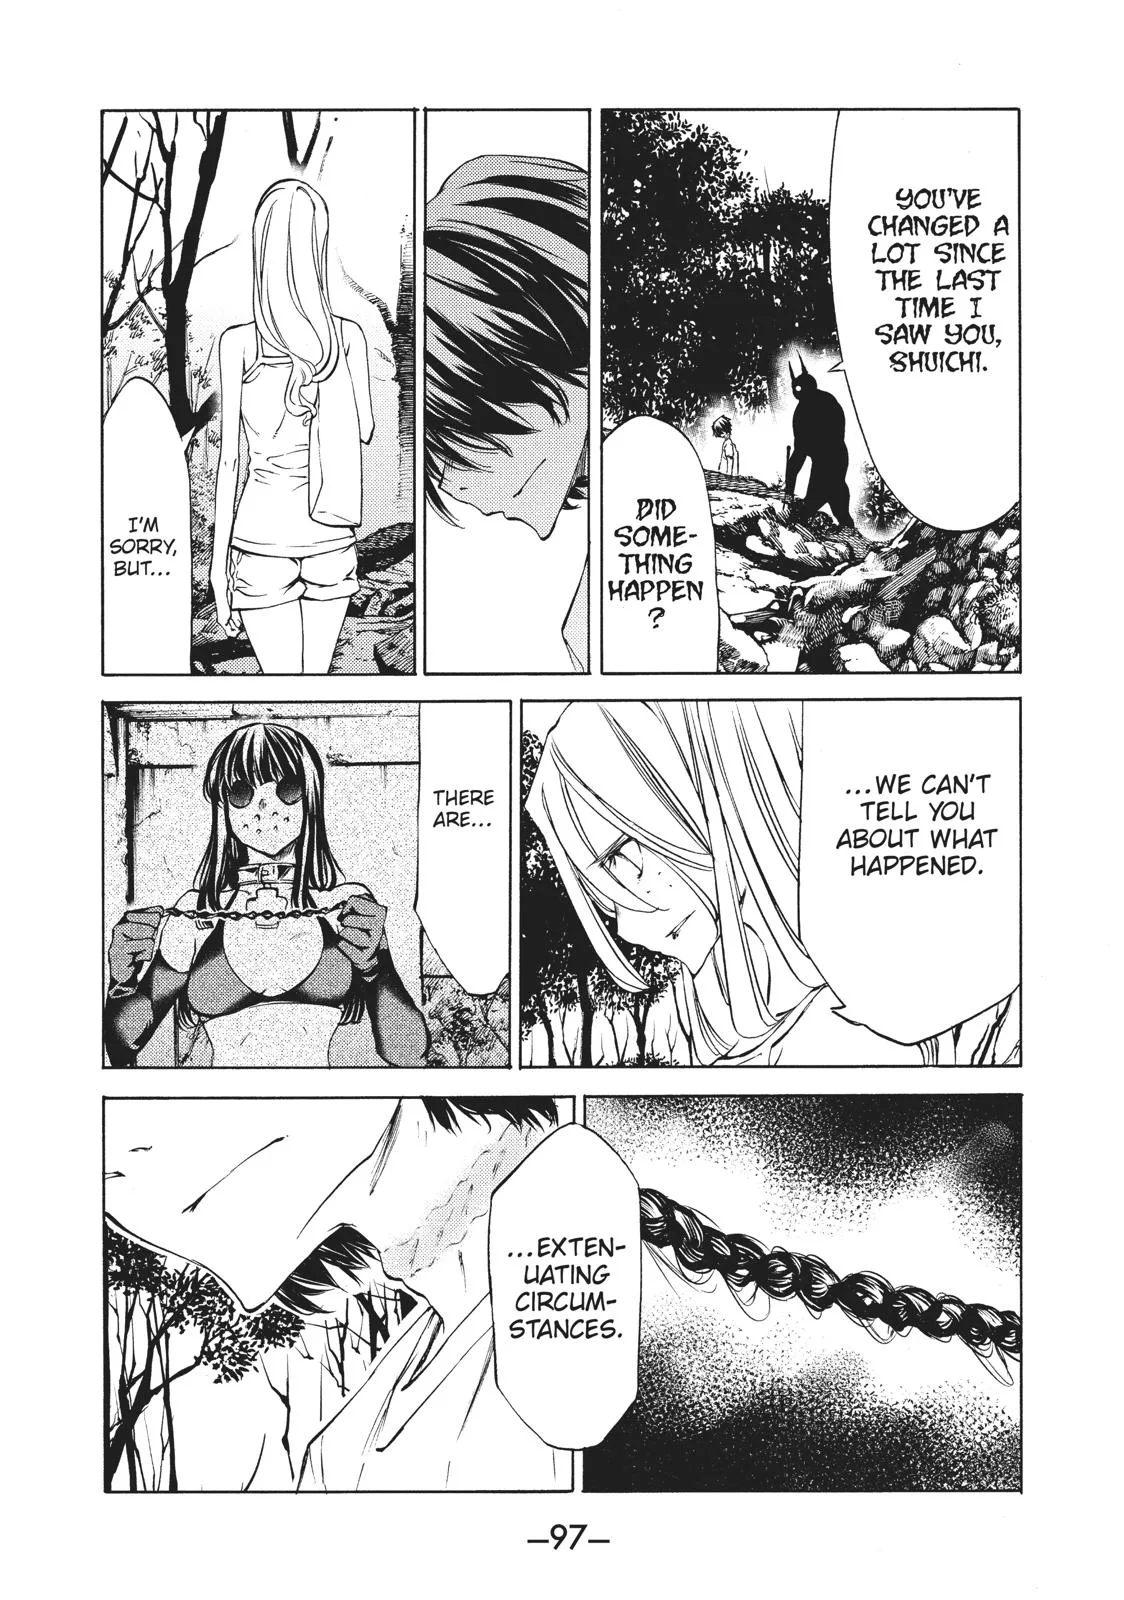 YOU'VE
CHANGED A
LOT SINCE
THE LAST
TIME I
SAW YOU,
SHUICHI.
DID
SOME-
THING
HAPPEN
?
I'M
SORRY,
BUT...
...WE CAN'T
TELL YOU
ABOUT WHAT
HAPPENED.
THERE
ARE...
...EXTEN-
UATING
CIRCUM-
STANCES.
—97—